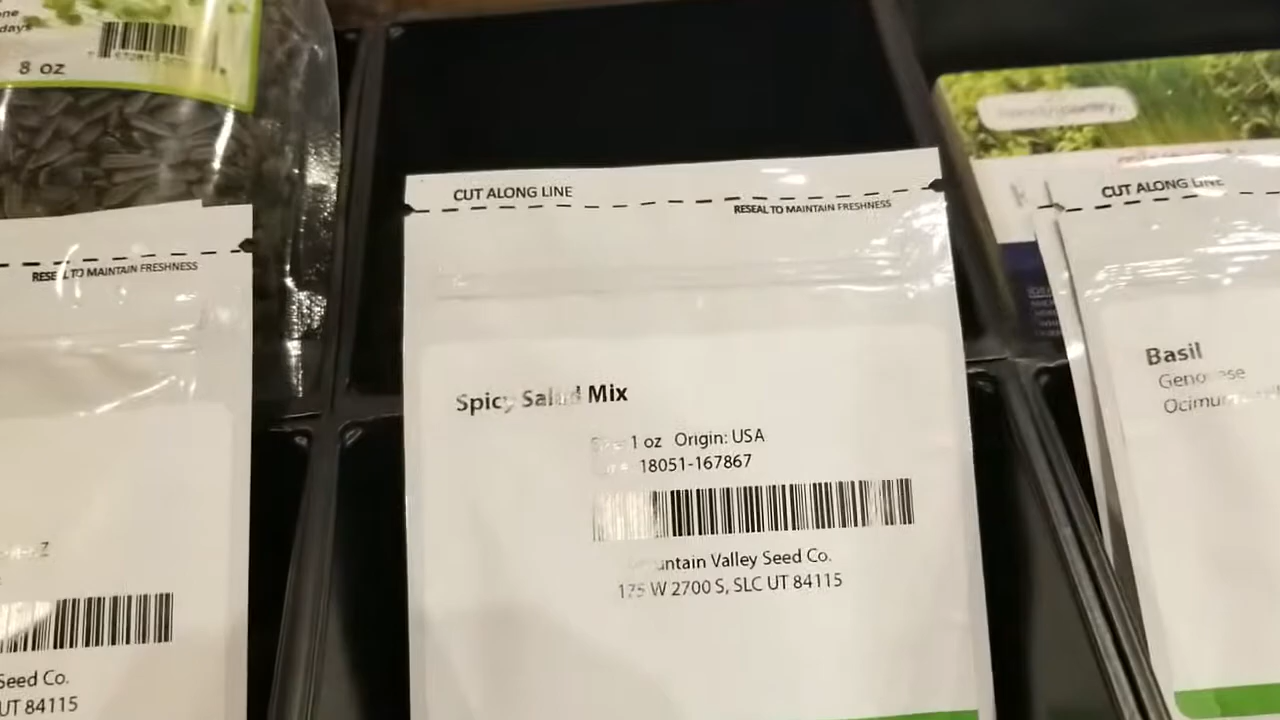 one
days
8 oz
RESEAL TO MAINTAIN FRESHNESS
Seed Co.
UT 84115
CUT ALONG LINE
RESEAL TO MAINTAIN FRESHNESS
Spicy Salad Mix
1 oz Origin: USA
18051-167867
Mountain Valley Seed Co.
175 W 2700 S, SLC UT 84115
CUT ALONG LINE
Basil
Genovese